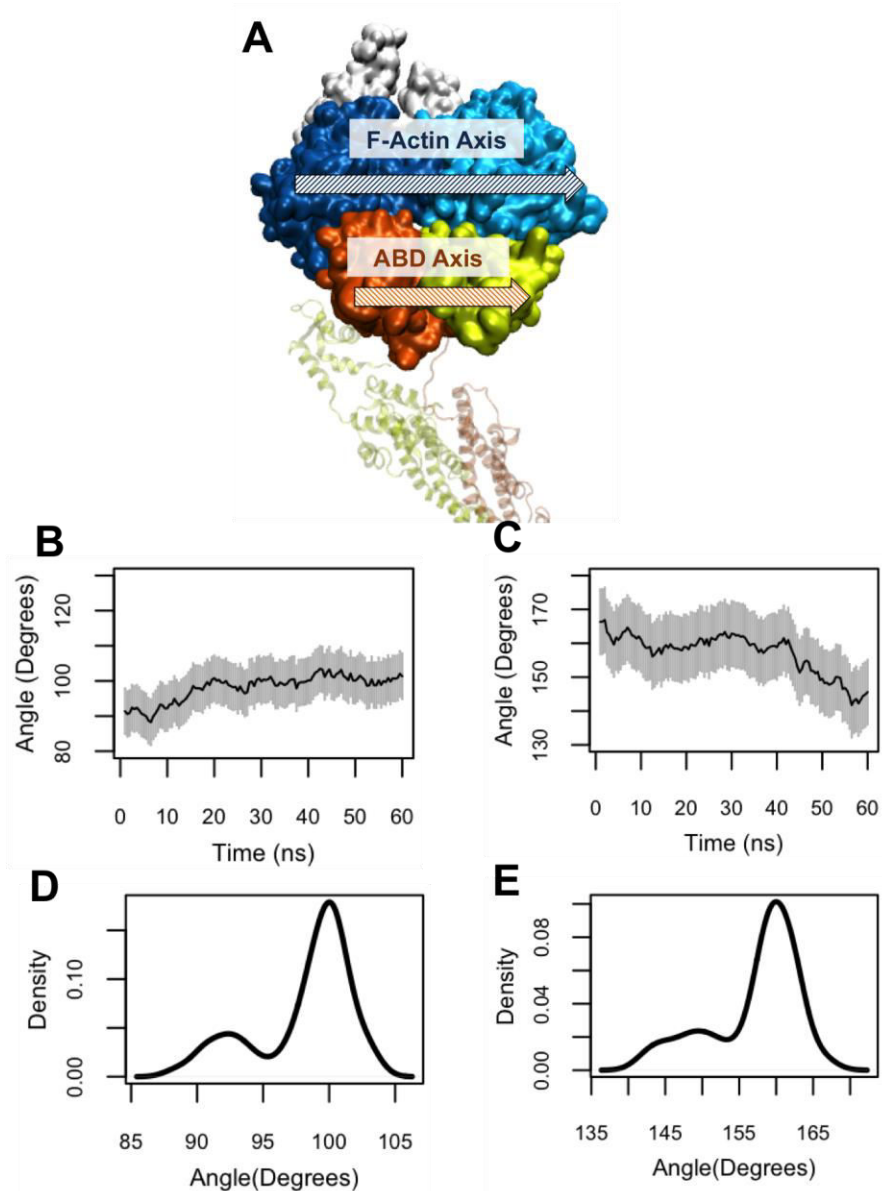 A
F-Actin Axis
ABD Axis
B
Angle (Degrees)
80 100 120
0 10 20 30 40 50 60
Time (ns)
C
Angle (Degrees)
130 150 170
0 10 20 30 40 50 60
Time (ns)
D
Density
0.00 0.10
85 90 95 100 105
Angle(Degrees)
E
Density
0.00 0.04 0.08
135 145 155 165
Angle(Degrees)